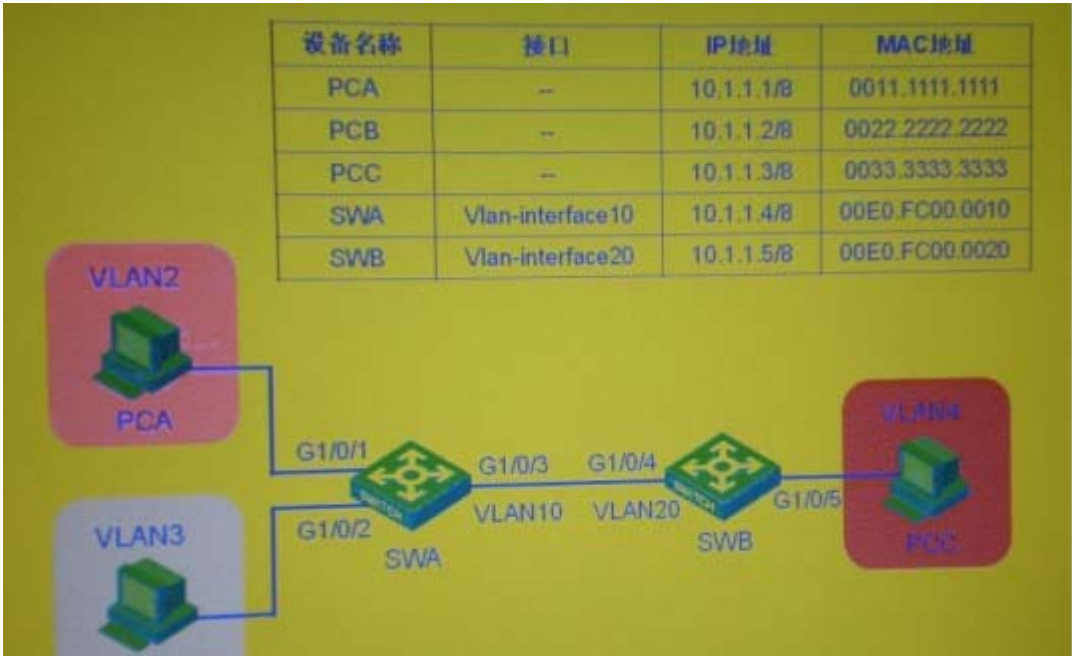 设备名称 接口 IP地址 MAC地址
PCA -- 10.1.1.1/8 0011.1111.1111
PCB -- 10.1.1.2/8 0022.2222.2222
PCC -- 10.1.1.3/8 0033.3333.3333
SWA Vlan-interface10 10.1.1.4/8 00E0.FC00.0010
SWB Vlan-interface20 10.1.1.5/8 00E0.FC00.0020
VLAN2
PCA
VLAN4
G1/0/1
G1/0/3 G1/0/4
SWITCH
SWITCH
G1/0/5
VLAN10 VLAN20
G1/0/2
VLAN3
SWA
SWB
PCC